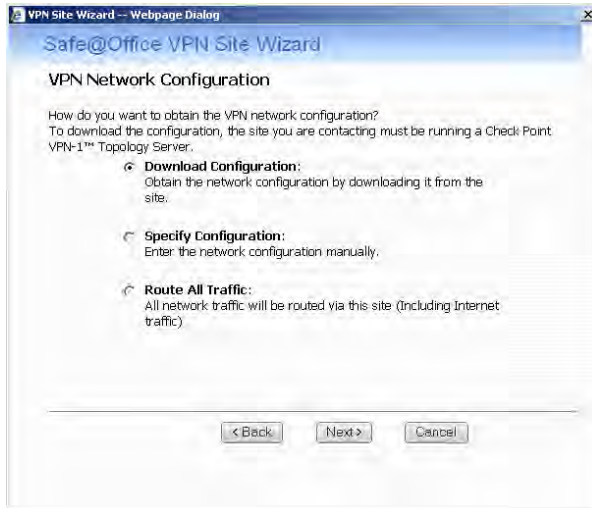 VPN Site Wizard -- Webpage Dialog
Safe@Office VPN Site Wizard
VPN Network Configuration
How do you want to obtain the VPN network configuration?
To download the configuration, the site you are contacting must be running a Check Point
VPN-1™ Topology Server.
Download Configuration:
Obtain the network configuration by downloading it from the
site.
Specify Configuration:
Enter the network configuration manually.
Route All Traffic:
All network traffic will be routed via this site (Including Internet
traffic)
< Back
Next >
Cancel